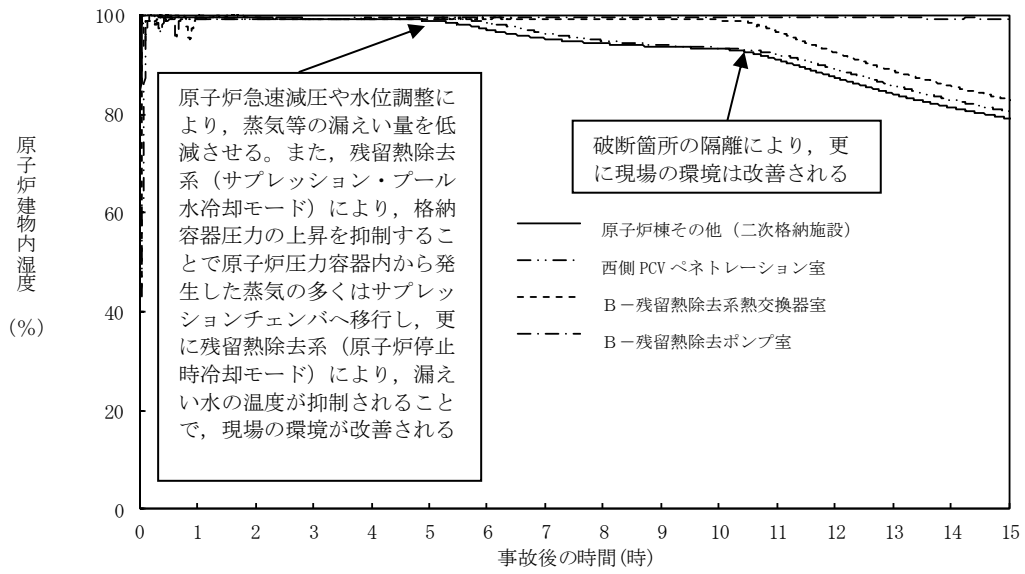 100
80
60
40
20
0
原子炉建物内湿度
(%)
原子炉急速減圧や水位調整に
より，蒸気等の漏えい量を低
減させる。また，残留熱除去
系（サプレッション・プール
水冷却モード）により，格納
容器圧力の上昇を抑制するこ
とで原子炉圧力容器内から発
生した蒸気の多くはサプレッ
ションチェンバへ移行し，更
に残留熱除去系（原子炉停止
時冷却モード）により，漏え
い水の温度が抑制されること
で，現場の環境が改善される
破断箇所の隔離により，更
に現場の環境は改善される
原子炉棟その他（二次格納施設）
西側 PCV ペネトレーション室
Ｂ－残留熱除去系熱交換器室
Ｂ－残留熱除去ポンプ室
0 1 2 3 4 5 6 7 8 9 10 11 12 13 14 15
事故後の時間(時)